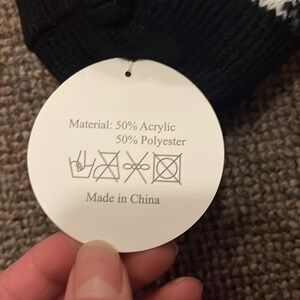 Material: 50% Acrylic
50% Polyester
Made in China